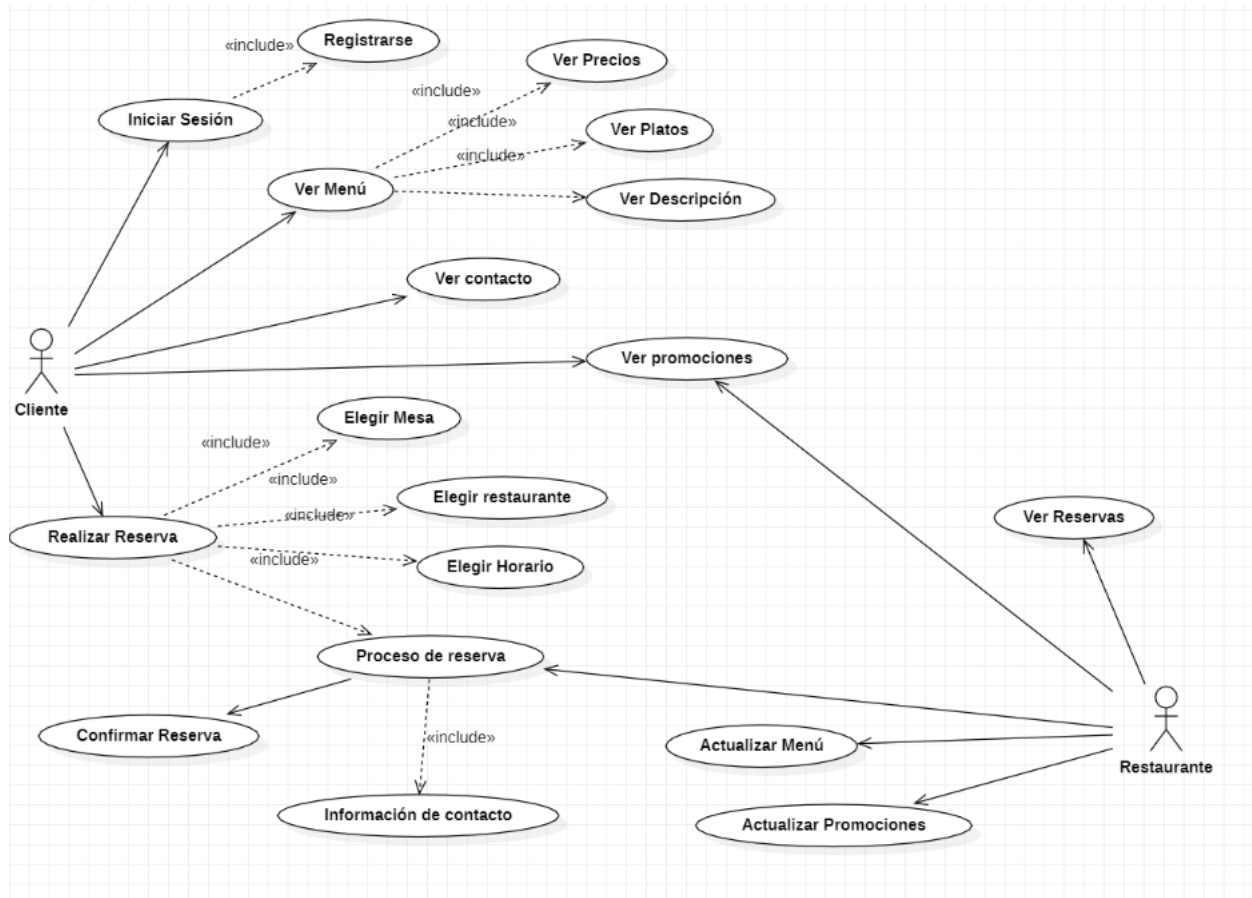 Registrarse
«include»
Ver Precios
«include»
Iniciar Sesión
«include»
Ver Platos
«include»
Ver Menú
Ver Descripción
Ver contacto
Ver promociones
Cliente
Elegir Mesa
«include»
«include»
Elegir restaurante
«include»
Ver Reservas
Realizar Reserva
«include»
Elegir Horario
Proceso de reserva
Confirmar Reserva
«include»
Actualizar Menú
Restaurante
Información de contacto
Actualizar Promociones